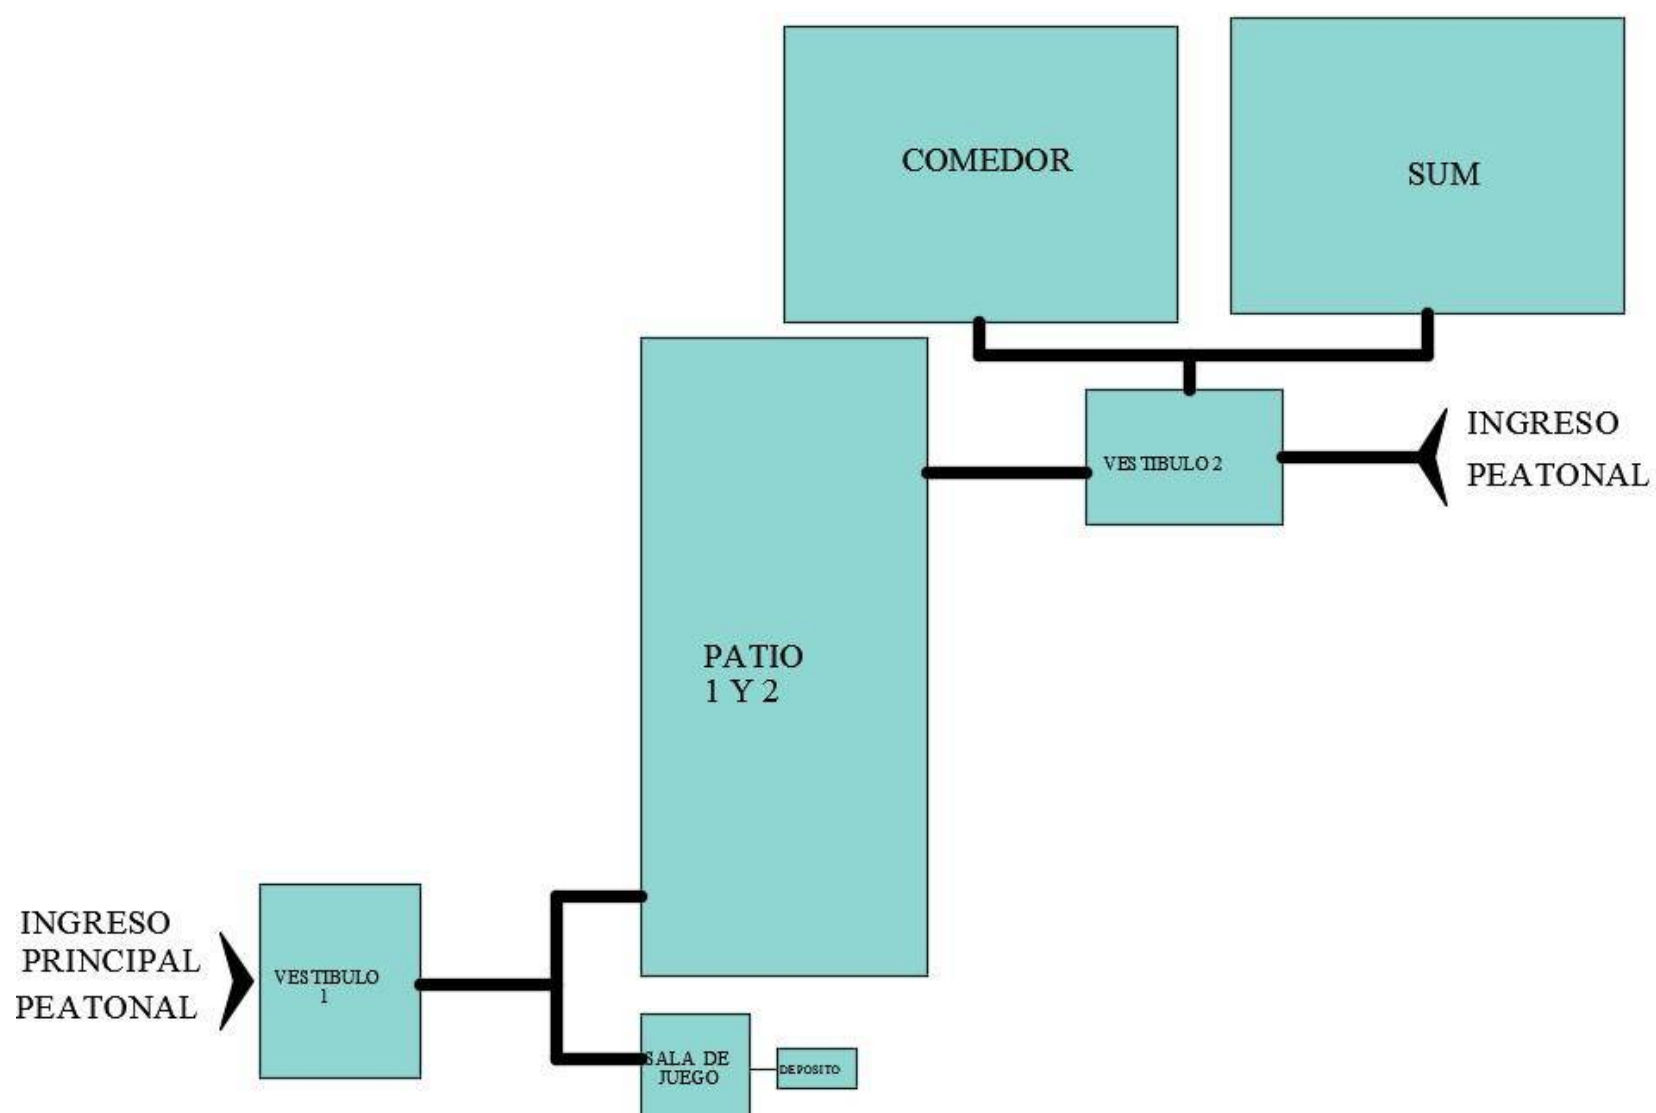 COMEDOR
SUM
INGRESO
PEATONAL
VESTIBULO 2
PATIO
1 Y 2
INGRESO
PRINCIPAL
PEATONAL
VESTIBULO
1
SALA DE
JUEGO
DEPOSITO